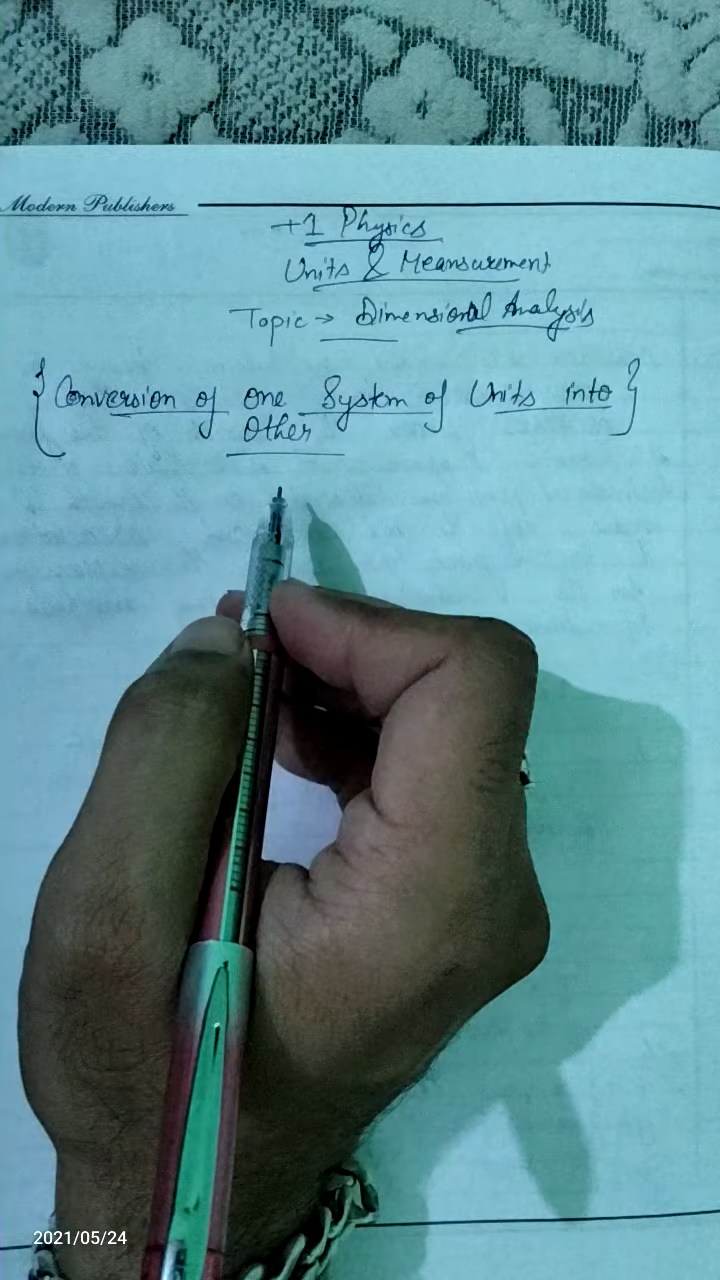 Modern Publishers
+1 Physics
Units & Meansurement
Topic → Dimensional Analysis
{Conversion of one System of Units into}
Other
2021/05/24